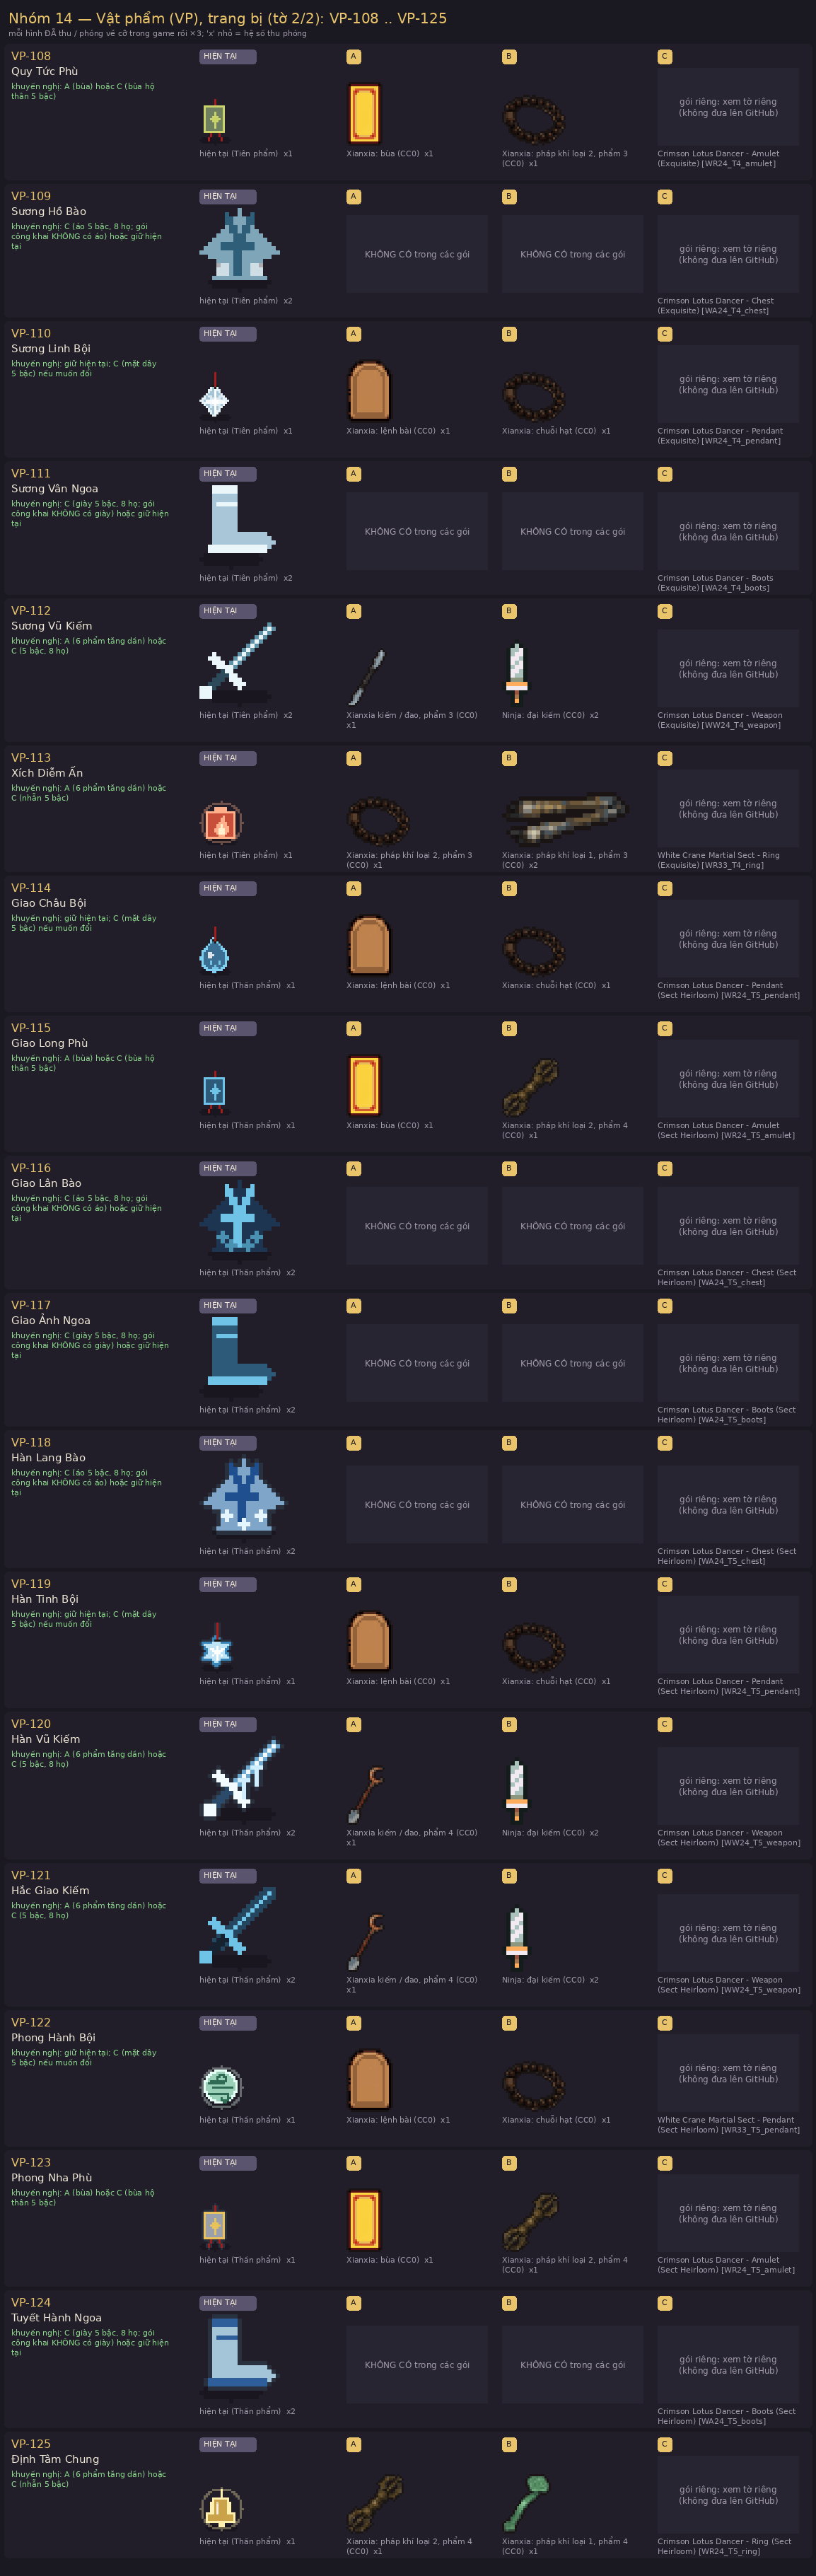 Nhóm 14 — Vật phẩm (VP), trang bị (tờ 2/2): VP-108 .. VP-125
mỗi hình ĐÃ thu / phóng về cỡ trong game rồi ×3; 'x' nhỏ = hệ số thu phóng
VP-108
Quy Tức Phù
khuyến nghị: A (bùa) hoặc C (bùa hộ
thân 5 bậc)
HIỆN TẠI
hiện tại (Tiên phẩm)  x1
A
Xianxia: bùa (CC0)  x1
B
Xianxia: pháp khí loại 2, phẩm 3
(CC0)  x1
C
gói riêng: xem tờ riêng
(không đưa lên GitHub)
Crimson Lotus Dancer - Amulet
(Exquisite) [WR24_T4_amulet]
VP-109
Sương Hồ Bào
khuyến nghị: C (áo 5 bậc, 8 họ; gói
công khai KHÔNG có áo) hoặc giữ hiện
tại
HIỆN TẠI
hiện tại (Tiên phẩm)  x2
A
KHÔNG CÓ trong các gói
B
KHÔNG CÓ trong các gói
C
gói riêng: xem tờ riêng
(không đưa lên GitHub)
Crimson Lotus Dancer - Chest
(Exquisite) [WA24_T4_chest]
VP-110
Sương Linh Bội
khuyến nghị: giữ hiện tại; C (mặt dây
5 bậc) nếu muốn đổi
HIỆN TẠI
hiện tại (Tiên phẩm)  x1
A
Xianxia: lệnh bài (CC0)  x1
B
Xianxia: chuỗi hạt (CC0)  x1
C
gói riêng: xem tờ riêng
(không đưa lên GitHub)
Crimson Lotus Dancer - Pendant
(Exquisite) [WR24_T4_pendant]
VP-111
Sương Vân Ngoa
khuyến nghị: C (giày 5 bậc, 8 họ; gói
công khai KHÔNG có giày) hoặc giữ hiện
tại
HIỆN TẠI
hiện tại (Tiên phẩm)  x2
A
KHÔNG CÓ trong các gói
B
KHÔNG CÓ trong các gói
C
gói riêng: xem tờ riêng
(không đưa lên GitHub)
Crimson Lotus Dancer - Boots
(Exquisite) [WA24_T4_boots]
VP-112
Sương Vũ Kiếm
khuyến nghị: A (6 phẩm tăng dần) hoặc
C (5 bậc, 8 họ)
HIỆN TẠI
hiện tại (Tiên phẩm)  x2
A
Xianxia kiếm / đao, phẩm 3 (CC0)
x1
B
Ninja: đại kiếm (CC0)  x2
C
gói riêng: xem tờ riêng
(không đưa lên GitHub)
Crimson Lotus Dancer - Weapon
(Exquisite) [WW24_T4_weapon]
VP-113
Xích Diễm Ấn
khuyến nghị: A (6 phẩm tăng dần) hoặc
C (nhẫn 5 bậc)
HIỆN TẠI
hiện tại (Tiên phẩm)  x1
A
Xianxia: pháp khí loại 2, phẩm 3
(CC0)  x1
B
Xianxia: pháp khí loại 1, phẩm 3
(CC0)  x2
C
gói riêng: xem tờ riêng
(không đưa lên GitHub)
White Crane Martial Sect - Ring
(Exquisite) [WR33_T4_ring]
VP-114
Giao Châu Bội
khuyến nghị: giữ hiện tại; C (mặt dây
5 bậc) nếu muốn đổi
HIỆN TẠI
hiện tại (Thần phẩm)  x1
A
Xianxia: lệnh bài (CC0)  x1
B
Xianxia: chuỗi hạt (CC0)  x1
C
gói riêng: xem tờ riêng
(không đưa lên GitHub)
Crimson Lotus Dancer - Pendant
(Sect Heirloom) [WR24_T5_pendant]
VP-115
Giao Long Phù
khuyến nghị: A (bùa) hoặc C (bùa hộ
thân 5 bậc)
HIỆN TẠI
hiện tại (Thần phẩm)  x1
A
Xianxia: bùa (CC0)  x1
B
Xianxia: pháp khí loại 2, phẩm 4
(CC0)  x1
C
gói riêng: xem tờ riêng
(không đưa lên GitHub)
Crimson Lotus Dancer - Amulet
(Sect Heirloom) [WR24_T5_amulet]
VP-116
Giao Lân Bào
khuyến nghị: C (áo 5 bậc, 8 họ; gói
công khai KHÔNG có áo) hoặc giữ hiện
tại
HIỆN TẠI
hiện tại (Thần phẩm)  x2
A
KHÔNG CÓ trong các gói
B
KHÔNG CÓ trong các gói
C
gói riêng: xem tờ riêng
(không đưa lên GitHub)
Crimson Lotus Dancer - Chest (Sect
Heirloom) [WA24_T5_chest]
VP-117
Giao Ảnh Ngoa
khuyến nghị: C (giày 5 bậc, 8 họ; gói
công khai KHÔNG có giày) hoặc giữ hiện
tại
HIỆN TẠI
hiện tại (Thần phẩm)  x2
A
KHÔNG CÓ trong các gói
B
KHÔNG CÓ trong các gói
C
gói riêng: xem tờ riêng
(không đưa lên GitHub)
Crimson Lotus Dancer - Boots (Sect
Heirloom) [WA24_T5_boots]
VP-118
Hàn Lang Bào
khuyến nghị: C (áo 5 bậc, 8 họ; gói
công khai KHÔNG có áo) hoặc giữ hiện
tại
HIỆN TẠI
hiện tại (Thần phẩm)  x2
A
KHÔNG CÓ trong các gói
B
KHÔNG CÓ trong các gói
C
gói riêng: xem tờ riêng
(không đưa lên GitHub)
Crimson Lotus Dancer - Chest (Sect
Heirloom) [WA24_T5_chest]
VP-119
Hàn Tinh Bội
khuyến nghị: giữ hiện tại; C (mặt dây
5 bậc) nếu muốn đổi
HIỆN TẠI
hiện tại (Thần phẩm)  x1
A
Xianxia: lệnh bài (CC0)  x1
B
Xianxia: chuỗi hạt (CC0)  x1
C
gói riêng: xem tờ riêng
(không đưa lên GitHub)
Crimson Lotus Dancer - Pendant
(Sect Heirloom) [WR24_T5_pendant]
VP-120
Hàn Vũ Kiếm
khuyến nghị: A (6 phẩm tăng dần) hoặc
C (5 bậc, 8 họ)
HIỆN TẠI
hiện tại (Thần phẩm)  x2
A
Xianxia kiếm / đao, phẩm 4 (CC0)
x1
B
Ninja: đại kiếm (CC0)  x2
C
gói riêng: xem tờ riêng
(không đưa lên GitHub)
Crimson Lotus Dancer - Weapon
(Sect Heirloom) [WW24_T5_weapon]
VP-121
Hắc Giao Kiếm
khuyến nghị: A (6 phẩm tăng dần) hoặc
C (5 bậc, 8 họ)
HIỆN TẠI
hiện tại (Thần phẩm)  x2
A
Xianxia kiếm / đao, phẩm 4 (CC0)
x1
B
Ninja: đại kiếm (CC0)  x2
C
gói riêng: xem tờ riêng
(không đưa lên GitHub)
Crimson Lotus Dancer - Weapon
(Sect Heirloom) [WW24_T5_weapon]
VP-122
Phong Hành Bội
khuyến nghị: giữ hiện tại; C (mặt dây
5 bậc) nếu muốn đổi
HIỆN TẠI
hiện tại (Thần phẩm)  x1
A
Xianxia: lệnh bài (CC0)  x1
B
Xianxia: chuỗi hạt (CC0)  x1
C
gói riêng: xem tờ riêng
(không đưa lên GitHub)
White Crane Martial Sect - Pendant
(Sect Heirloom) [WR33_T5_pendant]
VP-123
Phong Nha Phù
khuyến nghị: A (bùa) hoặc C (bùa hộ
thân 5 bậc)
HIỆN TẠI
hiện tại (Thần phẩm)  x1
A
Xianxia: bùa (CC0)  x1
B
Xianxia: pháp khí loại 2, phẩm 4
(CC0)  x1
C
gói riêng: xem tờ riêng
(không đưa lên GitHub)
Crimson Lotus Dancer - Amulet
(Sect Heirloom) [WR24_T5_amulet]
VP-124
Tuyết Hành Ngoa
khuyến nghị: C (giày 5 bậc, 8 họ; gói
công khai KHÔNG có giày) hoặc giữ hiện
tại
HIỆN TẠI
hiện tại (Thần phẩm)  x2
A
KHÔNG CÓ trong các gói
B
KHÔNG CÓ trong các gói
C
gói riêng: xem tờ riêng
(không đưa lên GitHub)
Crimson Lotus Dancer - Boots (Sect
Heirloom) [WA24_T5_boots]
VP-125
Định Tâm Chung
khuyến nghị: A (6 phẩm tăng dần) hoặc
C (nhẫn 5 bậc)
HIỆN TẠI
hiện tại (Thần phẩm)  x1
A
Xianxia: pháp khí loại 2, phẩm 4
(CC0)  x1
B
Xianxia: pháp khí loại 1, phẩm 4
(CC0)  x1
C
gói riêng: xem tờ riêng
(không đưa lên GitHub)
Crimson Lotus Dancer - Ring (Sect
Heirloom) [WR24_T5_ring]